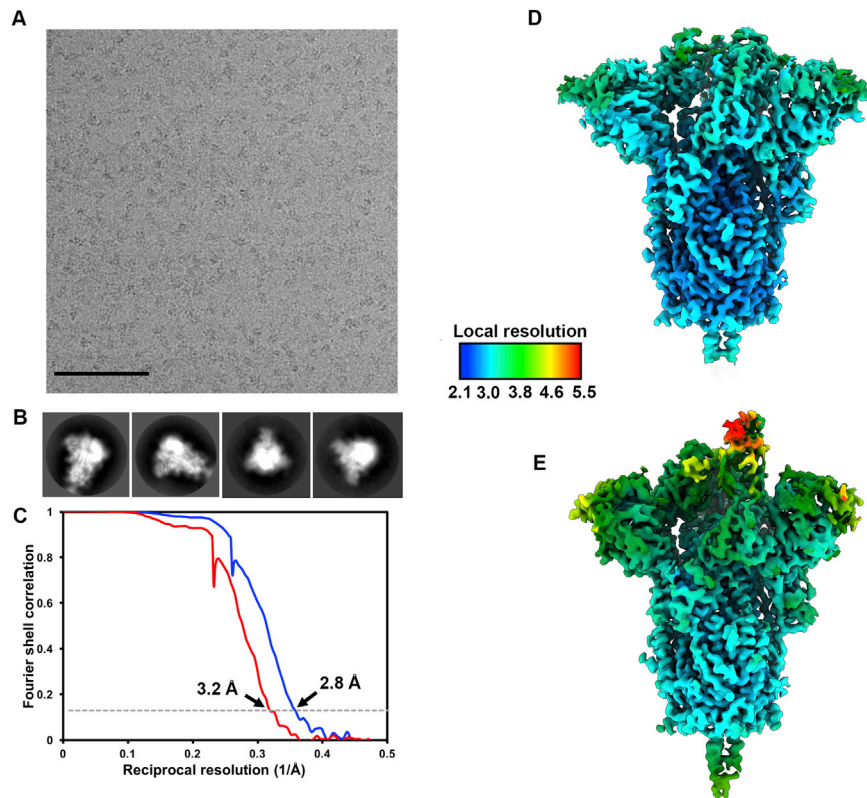 A
D
Local resolution
2.1 3.0 3.8 4.6 5.5
B
E
C
1
0.8
0.6
0.4
0.2
0
Fourier shell correlation
3.2 Å
2.8 Å
0 0.1 0.2 0.3 0.4 0.5
Reciprocal resolution (1/Å)